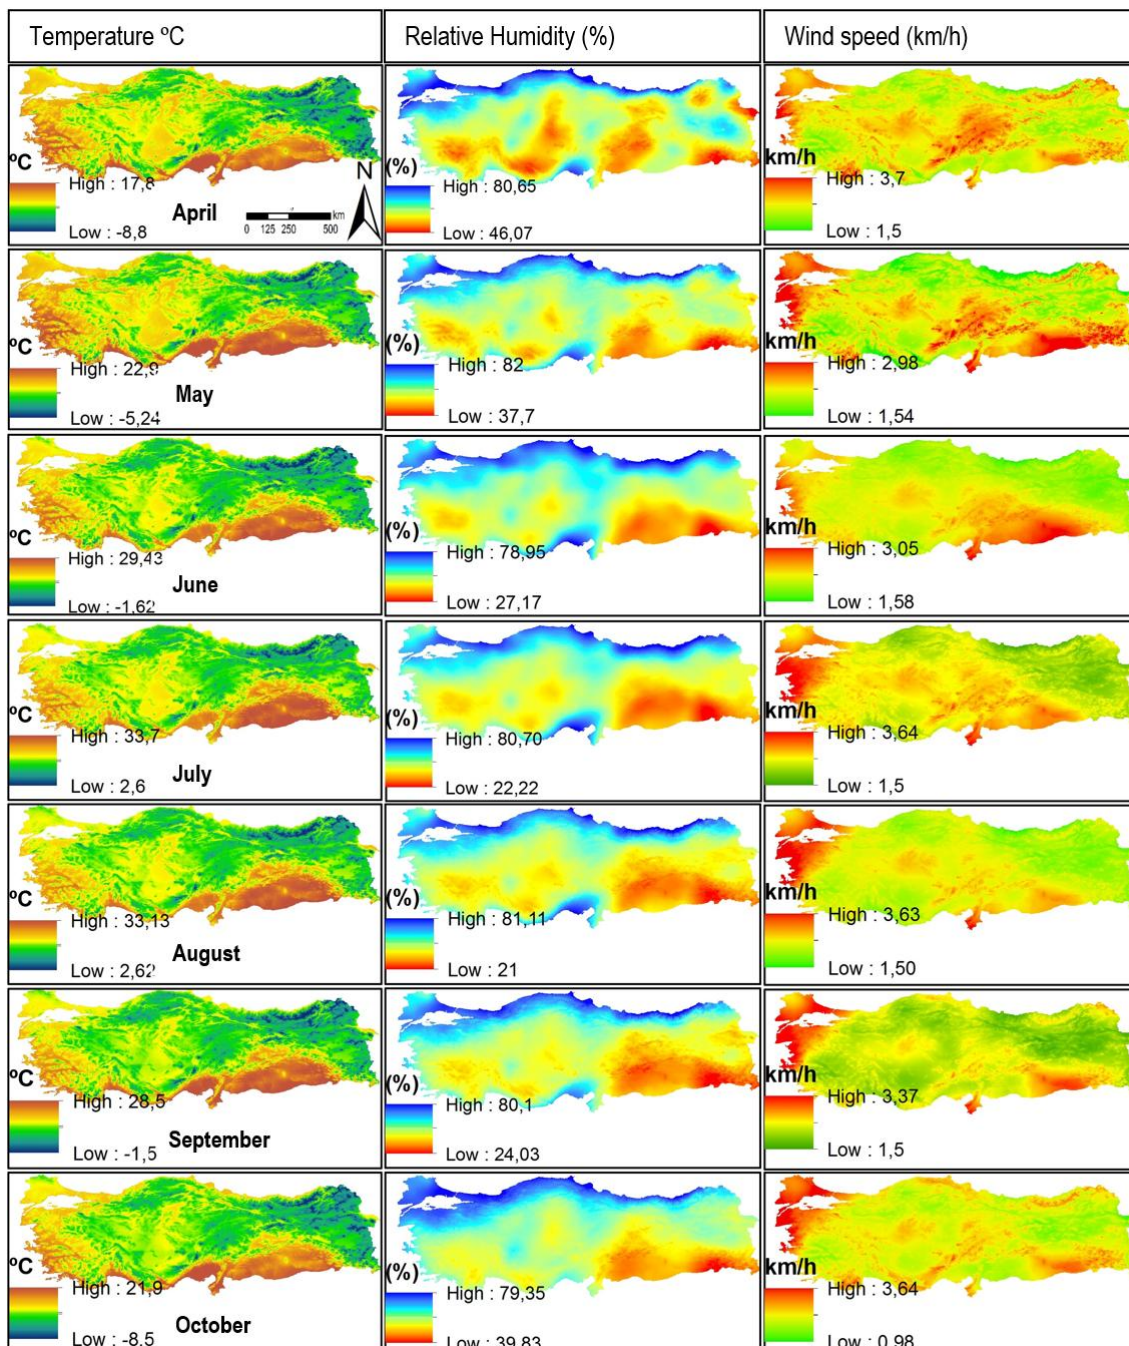 Temperature ºC
Relative Humidity (%)
Wind speed (km/h)
ºC
High : 17,8
Low : -8,8
April
N
km
0 125 250 500
(%)
High : 80,65
Low : 46,07
km/h
High : 3,7
Low : 1,5
ºC
High : 22,9
Low : -5,24
May
(%)
High : 82
Low : 37,7
km/h
High : 2,98
Low : 1,54
ºC
High : 29,43
Low : -1,62
June
(%)
High : 78,95
Low : 27,17
km/h
High : 3,05
Low : 1,58
ºC
High : 33,7
Low : 2,6
July
(%)
High : 80,70
Low : 22,22
km/h
High : 3,64
Low : 1,5
ºC
High : 33,13
Low : 2,62
August
(%)
High : 81,11
Low : 21
km/h
High : 3,63
Low : 1,50
ºC
High : 28,5
Low : -1,5
September
(%)
High : 80,1
Low : 24,03
km/h
High : 3,37
Low : 1,5
ºC
High : 21,9
Low : -8,5
October
(%)
High : 79,35
Low : 39,83
km/h
High : 3,64
Low : 0,98